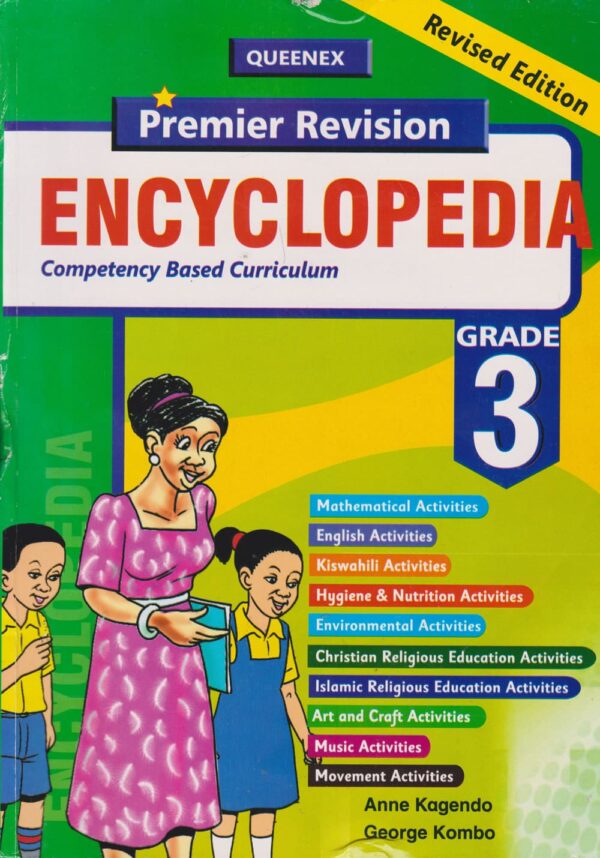 QUEENEX
Revised Edition
Premier Revision
ENCYCLOPEDIA
Competency Based Curriculum
GRADE
3
ENCYCLOPEDIA
Mathematical Activities
English Activities
Kiswahili Activities
Hygiene & Nutrition Activities
Environmental Activities
Christian Religious Education Activities
Islamic Religious Education Activities
Art and Craft Activities
Music Activities
Movement Activities
Anne Kagendo
George Kombo